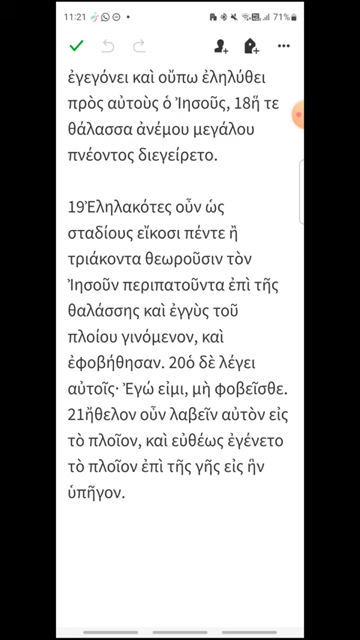 11:21
71%
ἐγεγόνει καὶ οὔπω ἐληλύθει
πρὸς αὐτοὺς ὁ Ἰησοῦς, 18ἥ τε
θάλασσα ἀνέμου μεγάλου
πνέοντος διεγείρετο.
19Ἐληλακότες οὖν ὡς
σταδίους εἴκοσι πέντε ἢ
τριάκοντα θεωροῦσιν τὸν
Ἰησοῦν περιπατοῦντα ἐπὶ τῆς
θαλάσσης καὶ ἐγγὺς τοῦ
πλοίου γινόμενον, καὶ
ἐφοβήθησαν. 20ὁ δὲ λέγει
αὐτοῖς· Ἐγώ εἰμι, μὴ φοβεῖσθε.
21ἤθελον οὖν λαβεῖν αὐτὸν εἰς
τὸ πλοῖον, καὶ εὐθέως ἐγένετο
τὸ πλοῖον ἐπὶ τῆς γῆς εἰς ἣν
ὑπῆγον.